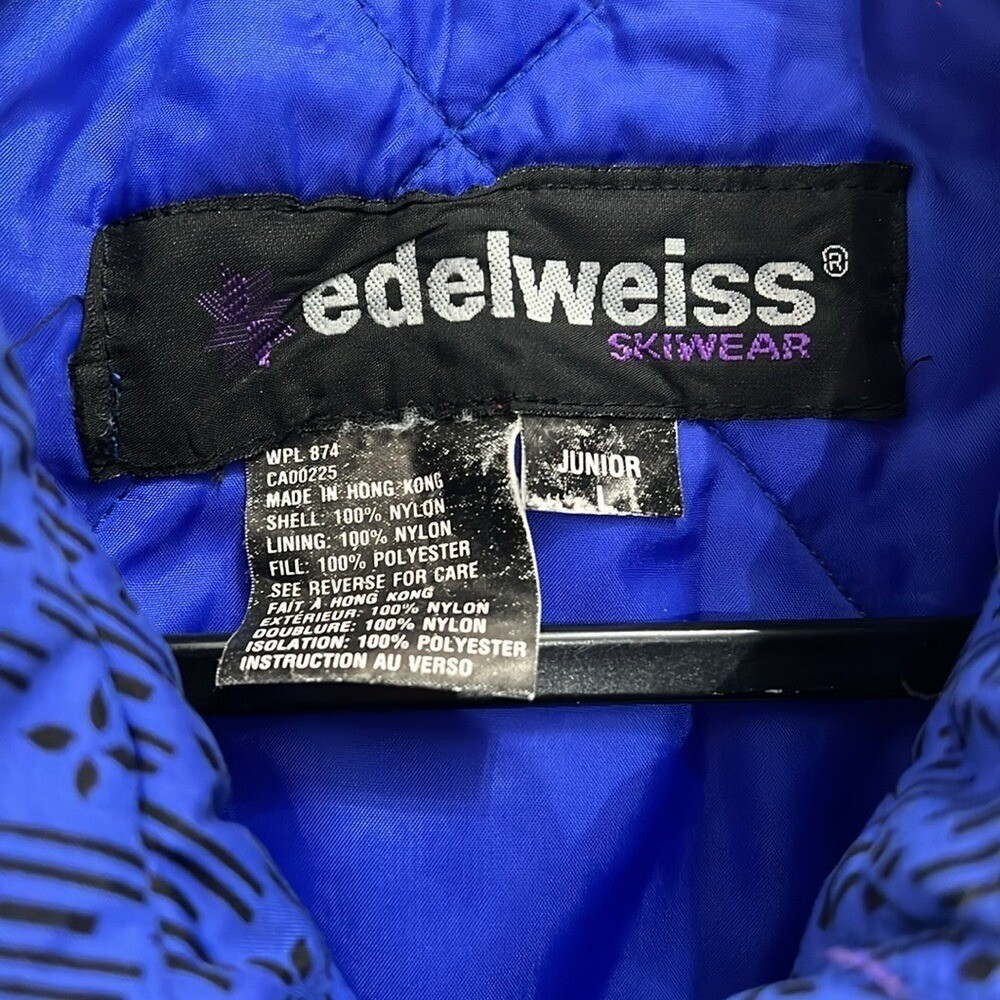 edelweiss®
SKIWEAR
WPL 874
CA00225
MADE IN HONG KONG
SHELL: 100% NYLON
LINING: 100% NYLON
FILL: 100% POLYESTER
SEE REVERSE FOR CARE
FAIT À HONG KONG
EXTÉRIEUR: 100% NYLON
DOUBLURE: 100% NYLON
ISOLATION: 100% POLYESTER
INSTRUCTION AU VERSO
JUNIOR
L